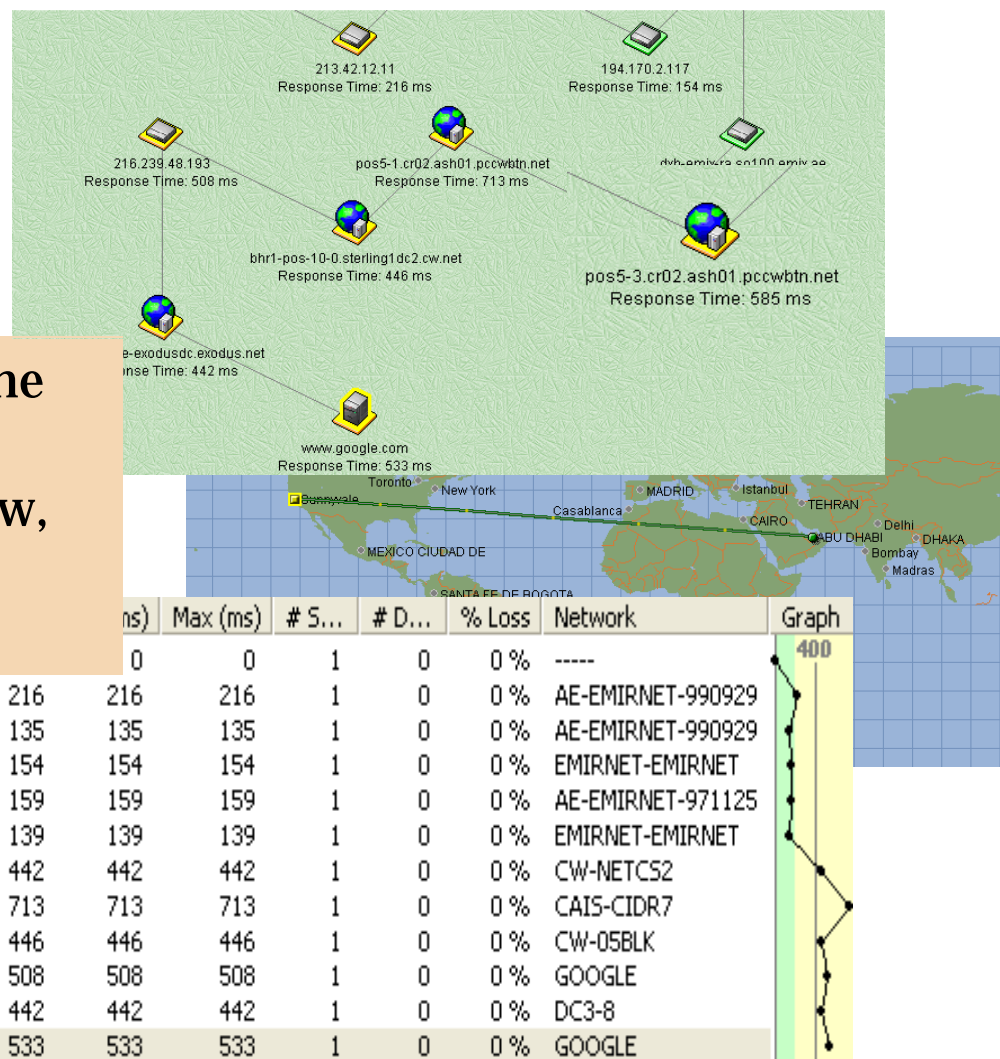 213.42.12.11
Response Time: 216 ms
194.170.2.117
Response Time: 154 ms
216.239.48.193
Response Time: 508 ms
pos5-1.cr02.ash01.pccwbtn.net
Response Time: 713 ms
bhr1-pos-10-0.sterling1dc2.cw.net
Response Time: 446 ms
pos5-3.cr02.ash01.pccwbtn.net
Response Time: 585 ms
e-exodusdc.exodus.net
nse Time: 442 ms
www.google.com
Response Time: 533 ms
he
w,
Toronto
New York
Sunnyvale
Casablanca
MADRID
Istanbul
TEHRAN
CAIRO
Delhi
ABU DHABI
DHAKA
Bombay
Madras
MEXICO CIUDAD DE
SANTA FE DE BOGOTA
ms) Max (ms) # S... # D... % Loss Network Graph
400
0 0 1 0 0 % -----
216 216 216 1 0 0 % AE-EMIRNET-990929
135 135 135 1 0 0 % AE-EMIRNET-990929
154 154 154 1 0 0 % EMIRNET-EMIRNET
159 159 159 1 0 0 % AE-EMIRNET-971125
139 139 139 1 0 0 % EMIRNET-EMIRNET
442 442 442 1 0 0 % CW-NETCS2
713 713 713 1 0 0 % CAIS-CIDR7
446 446 446 1 0 0 % CW-05BLK
508 508 508 1 0 0 % GOOGLE
442 442 442 1 0 0 % DC3-8
533 533 533 1 0 0 % GOOGLE